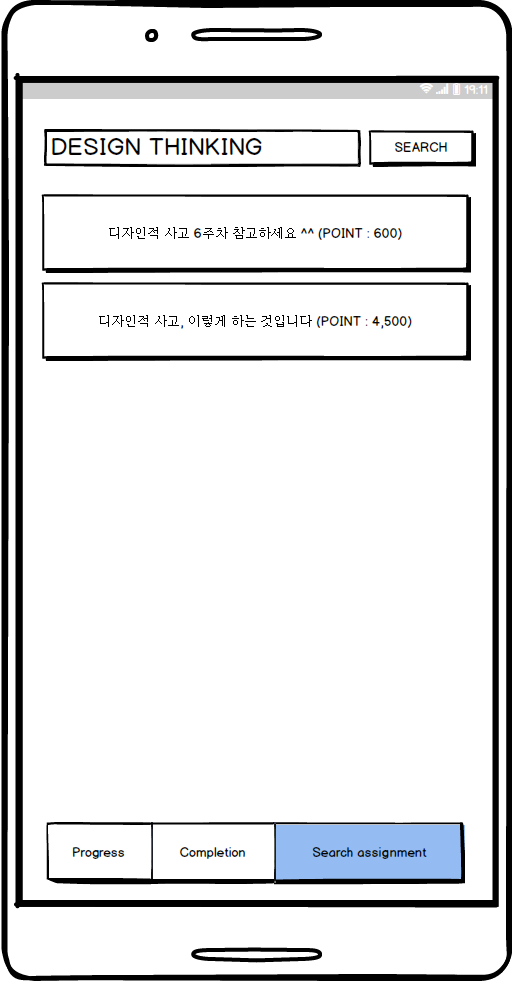 19:11
DESIGN THINKING
SEARCH
디자인적 사고 6주차 참고하세요 ^^ (POINT : 600)
디자인적 사고, 이렇게 하는 것입니다 (POINT : 4,500)
Progress
Completion
Search assignment